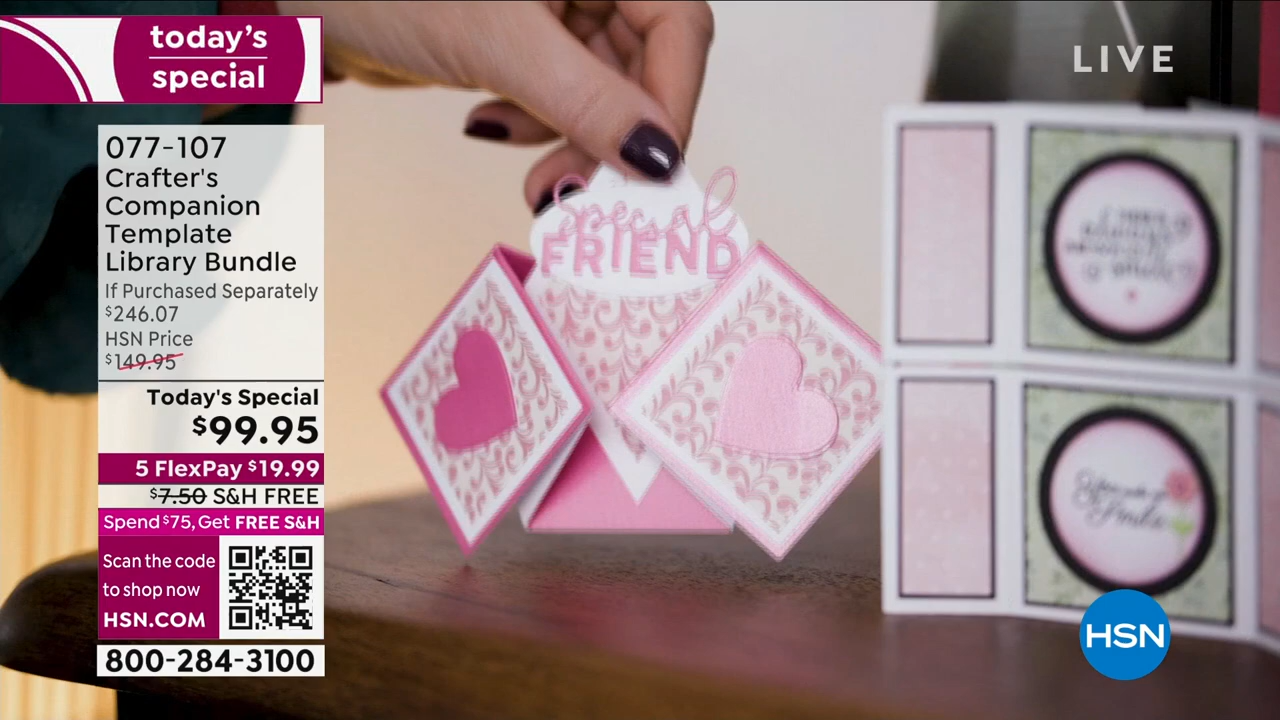 today's
special
LIVE
077-107
Crafter's
Companion
Template
Library Bundle
If Purchased Separately
$246.07
HSN Price
$149.95
Today's Special
$99.95
5 FlexPay $19.99
$7.50 S&H FREE
Spend $75, Get FREE S&H
Scan the code
to shop now
HSN.COM
800-284-3100
special
FRIEND
HSN